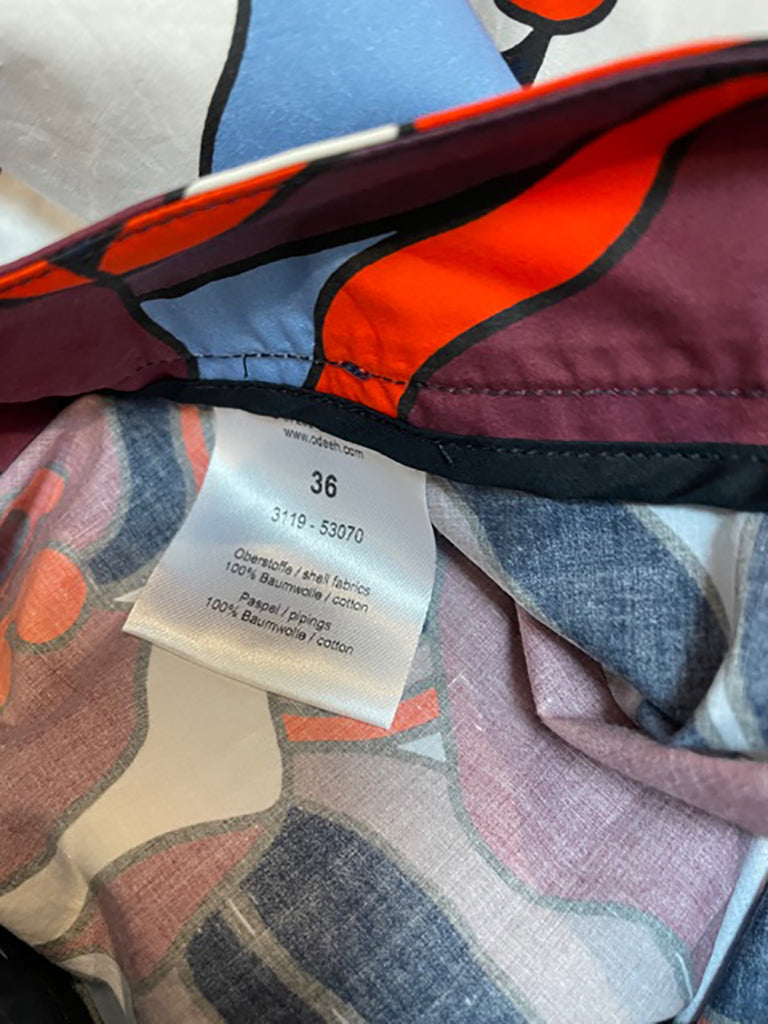 www.odeeh.com
36
3119 - 53070
Oberstoffe / shell fabrics
100% Baumwolle / cotton
Paspel / pipings
100% Baumwolle / cotton